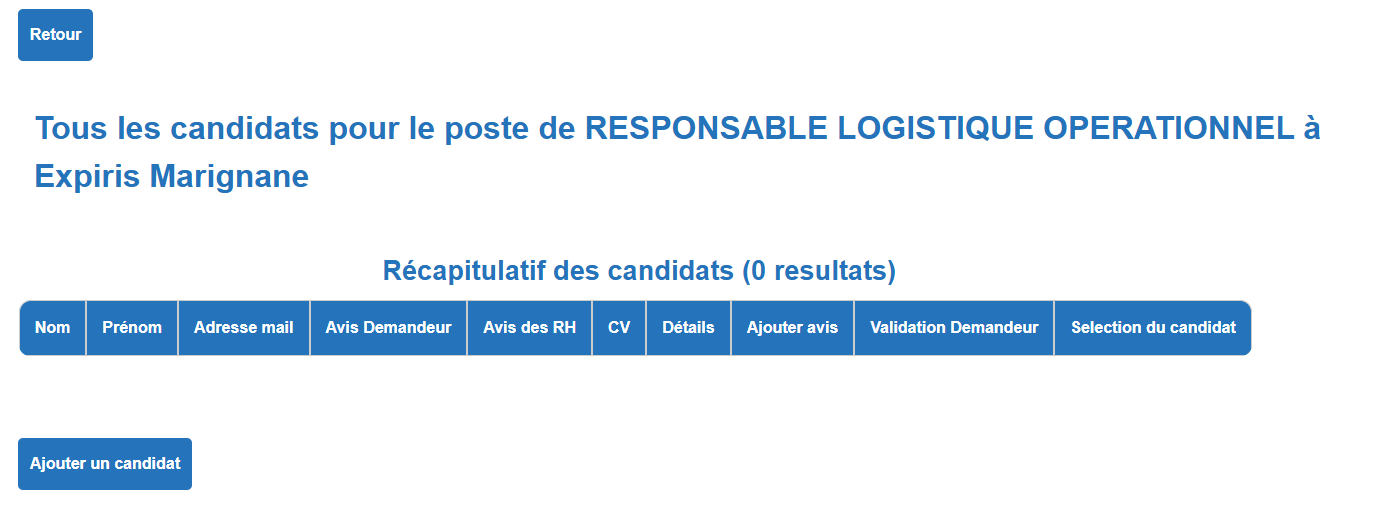 Retour
Tous les candidats pour le poste de RESPONSABLE LOGISTIQUE OPERATIONNEL à
Expiris Marignane
Récapitulatif des candidats (0 resultats)
Nom Prénom Adresse mail Avis Demandeur Avis des RH CV Détails Ajouter avis Validation Demandeur Selection du candidat
Ajouter un candidat